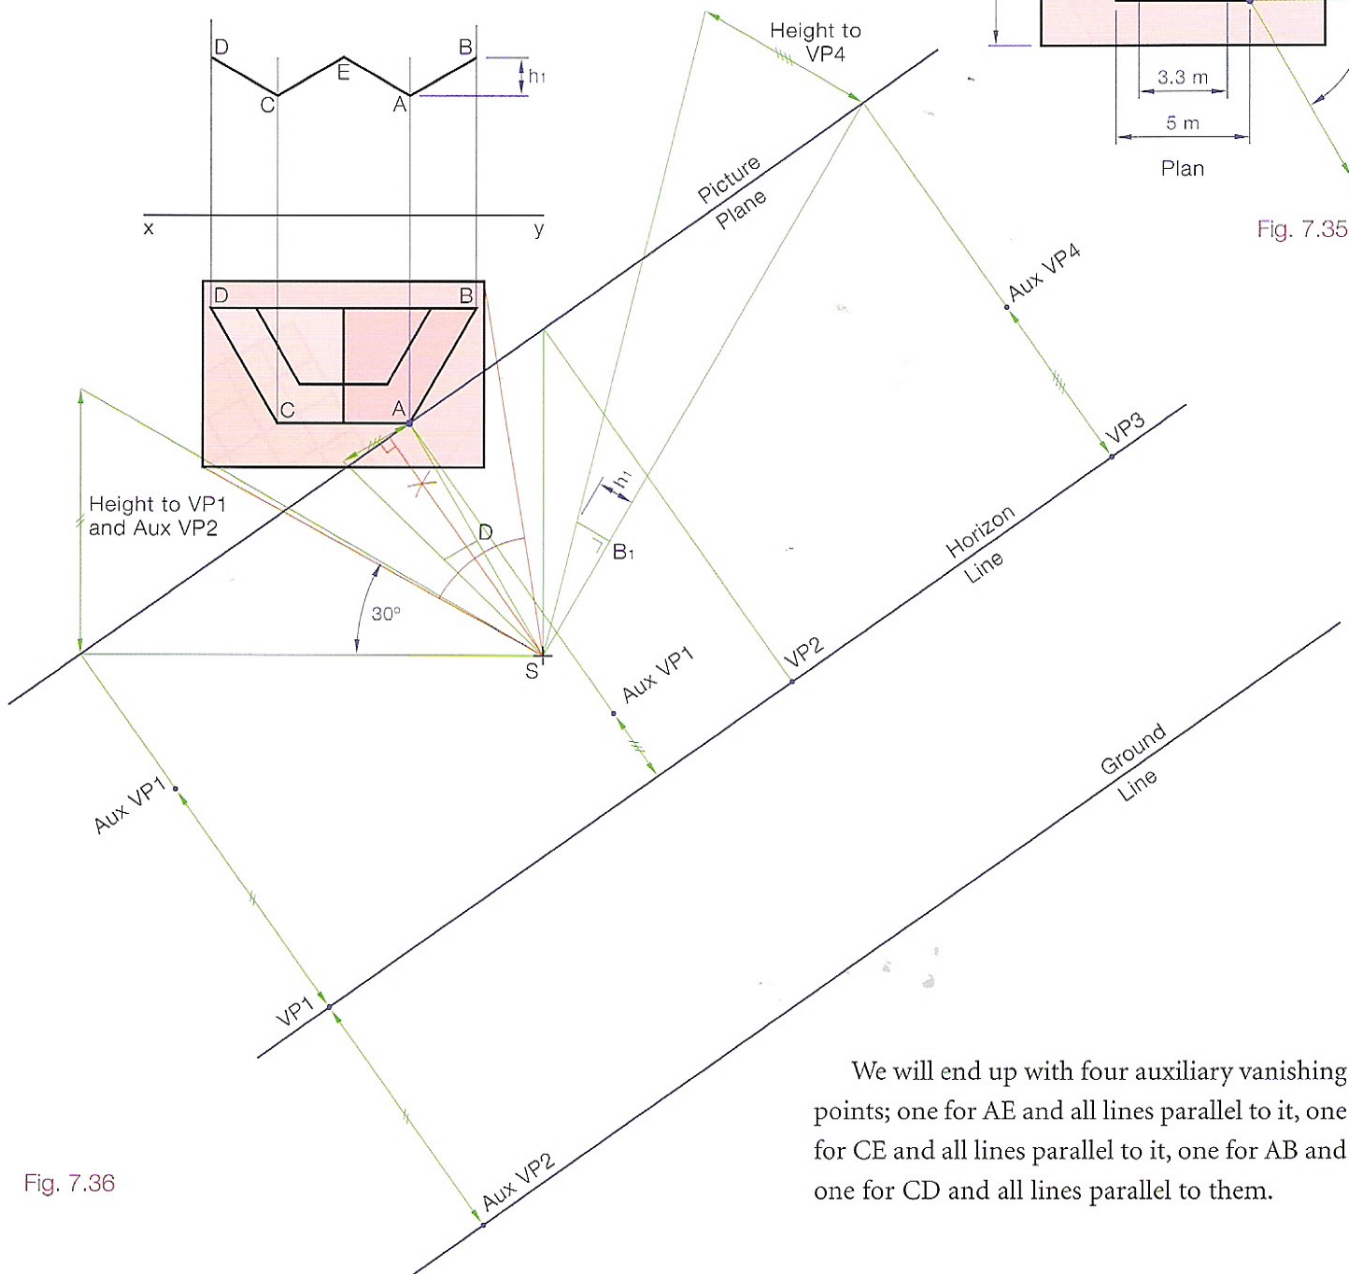 Height to
VP4
3.3 m
5 m
Plan
Fig. 7.35
D
E
B
h1
C
A
x
y
Picture
Plane
D
B
C
A
Aux VP4
VP3
Height to VP1
and Aux VP2
D
h1
B1
30°
S
Horizon
Line
VP2
Aux VP1
Ground
Line
Aux VP1
VP1
Aux VP2
Fig. 7.36
We will end up with four auxiliary vanishing
points; one for AE and all lines parallel to it, one
for CE and all lines parallel to it, one for AB and
one for CD and all lines parallel to them.